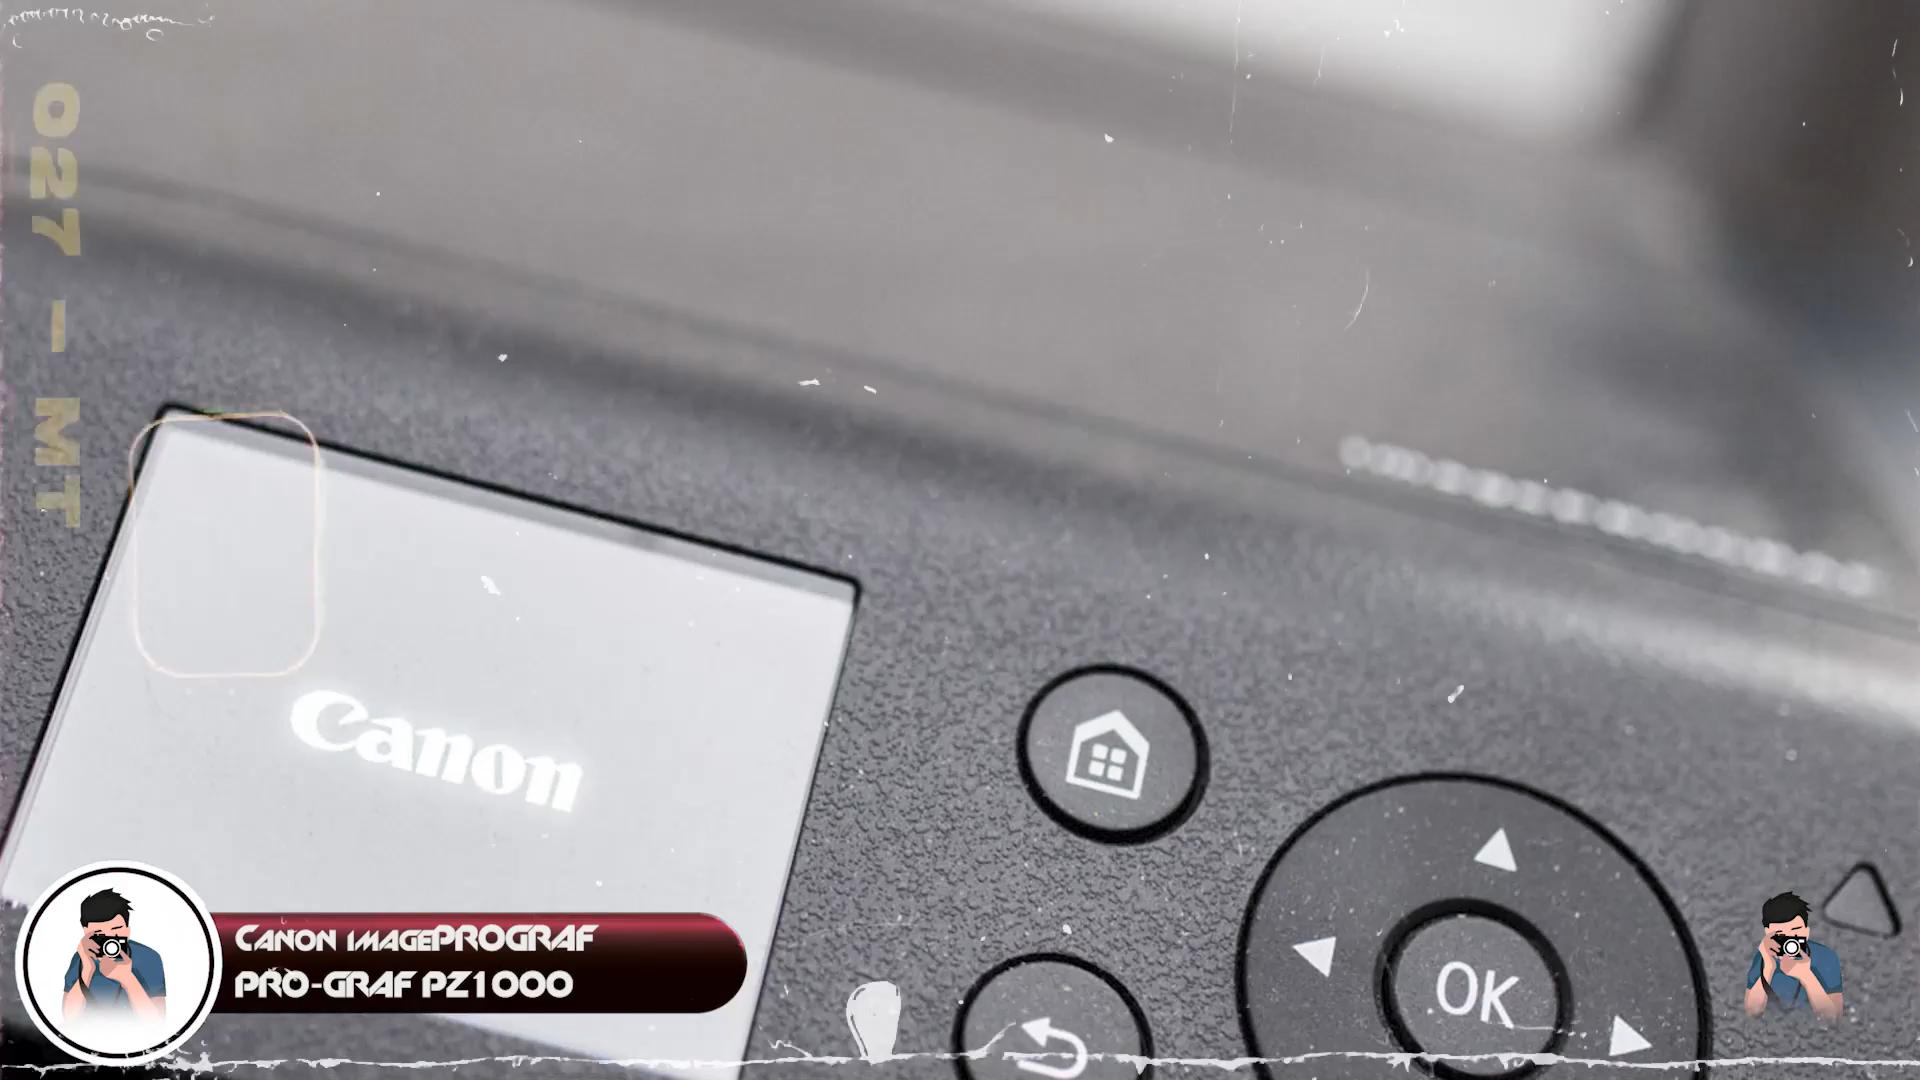 027 – MT
Canon
OK
Canon imagePROGRAF
PRO-GRAF PZ1000